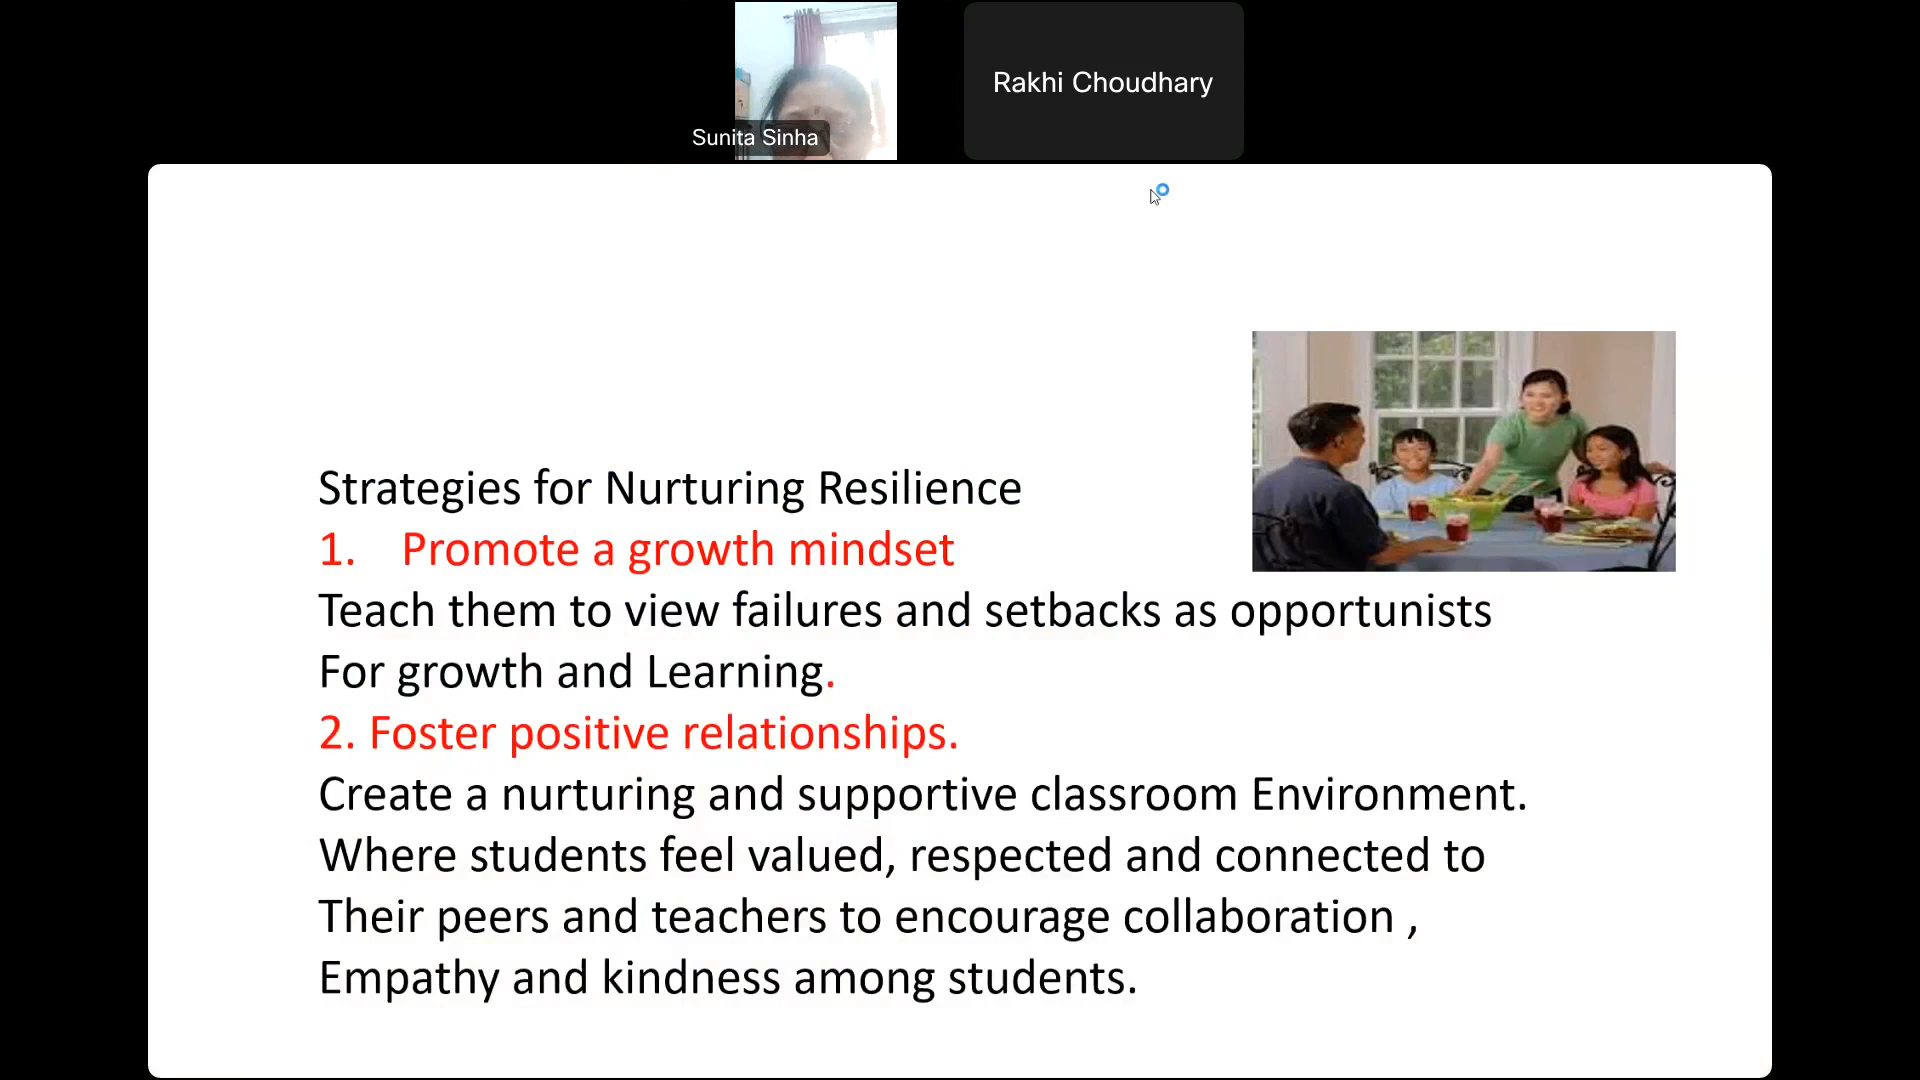 Sunita Sinha
Rakhi Choudhary
Strategies for Nurturing Resilience
1. Promote a growth mindset
Teach them to view failures and setbacks as opportunists
For growth and Learning.
2. Foster positive relationships.
Create a nurturing and supportive classroom Environment.
Where students feel valued, respected and connected to
Their peers and teachers to encourage collaboration ,
Empathy and kindness among students.